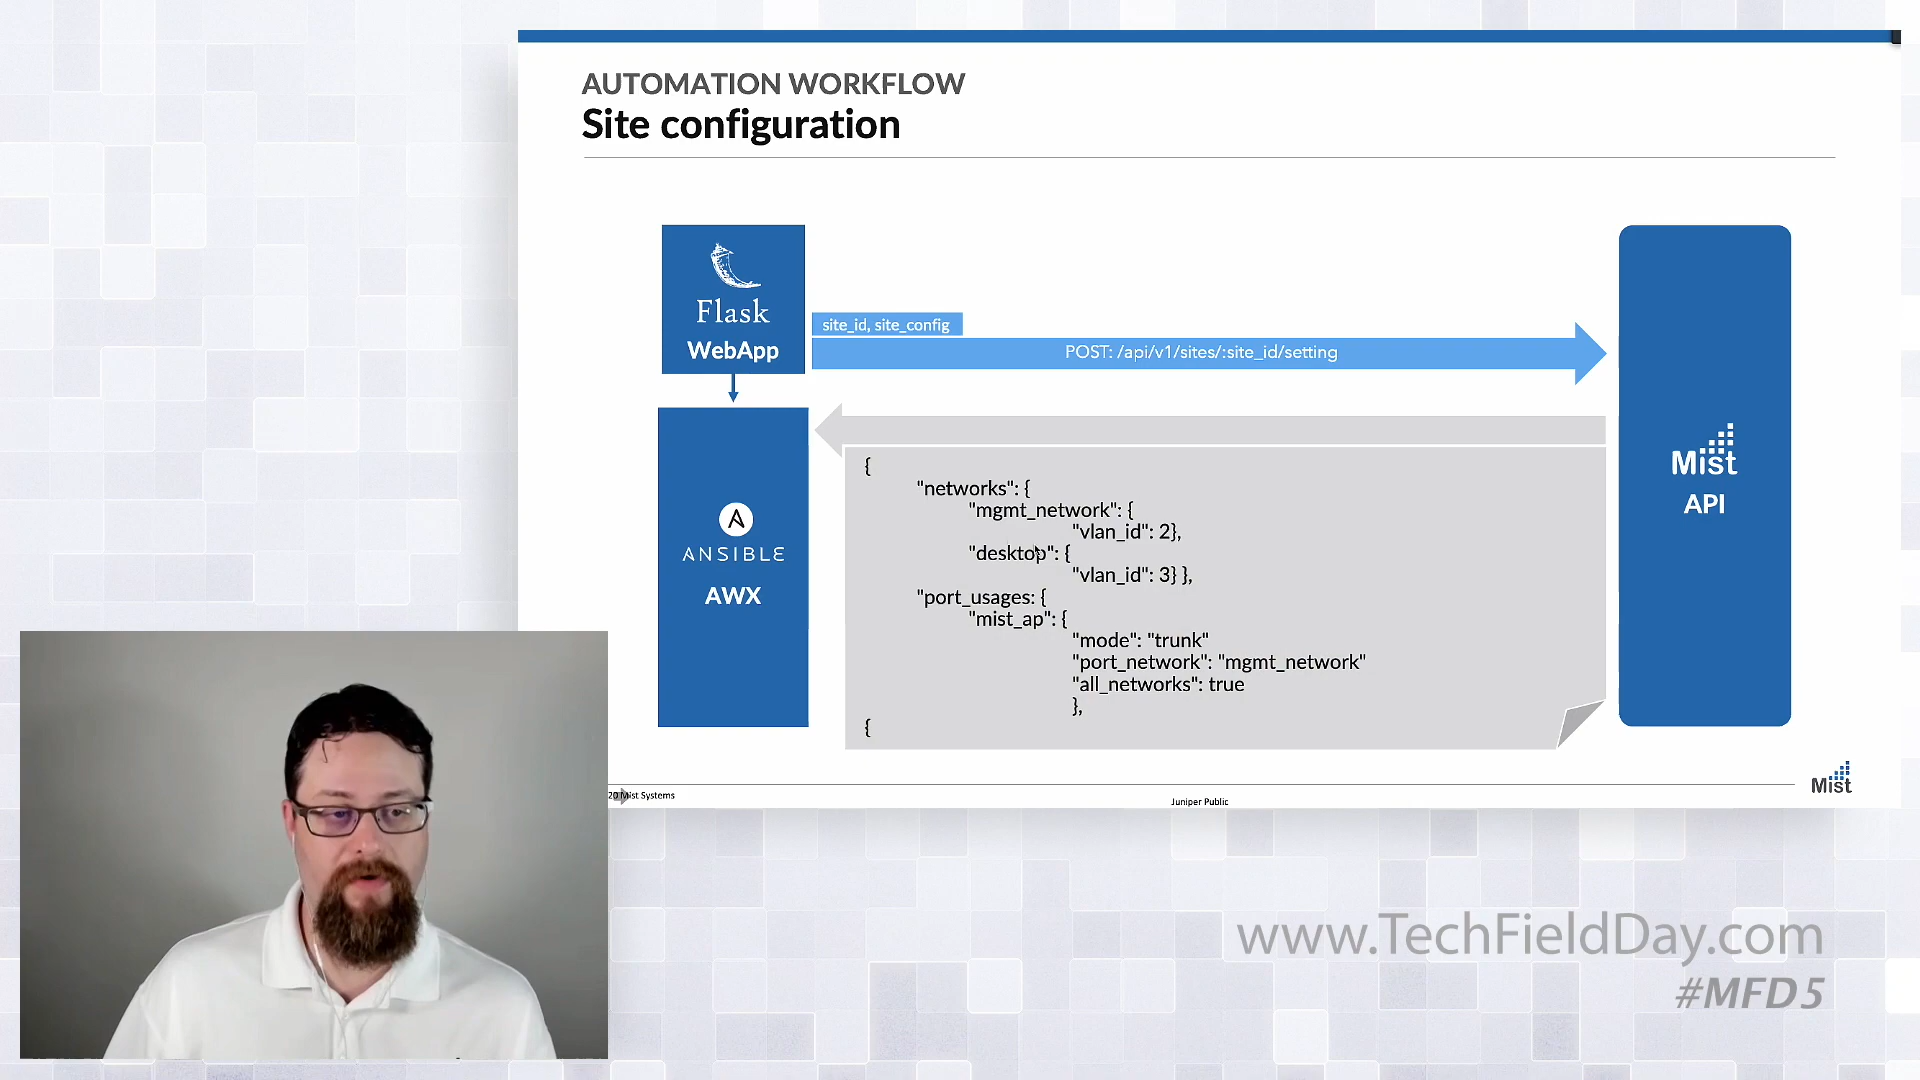 AUTOMATION WORKFLOW
Site configuration
Flask
WebApp
site_id, site_config
POST: /api/v1/sites/:site_id/setting
ANSIBLE
AWX
{
"networks": {
"mgmt_network": {
"vlan_id": 2},
"desktop": {
"vlan_id": 3} },
"port_usages: {
"mist_ap": {
"mode": "trunk"
"port_network": "mgmt_network"
"all_networks": true
},
{
Mist
API
20 Mist Systems
Juniper Public
Mist
www.TechFieldDay.com
#MFD5